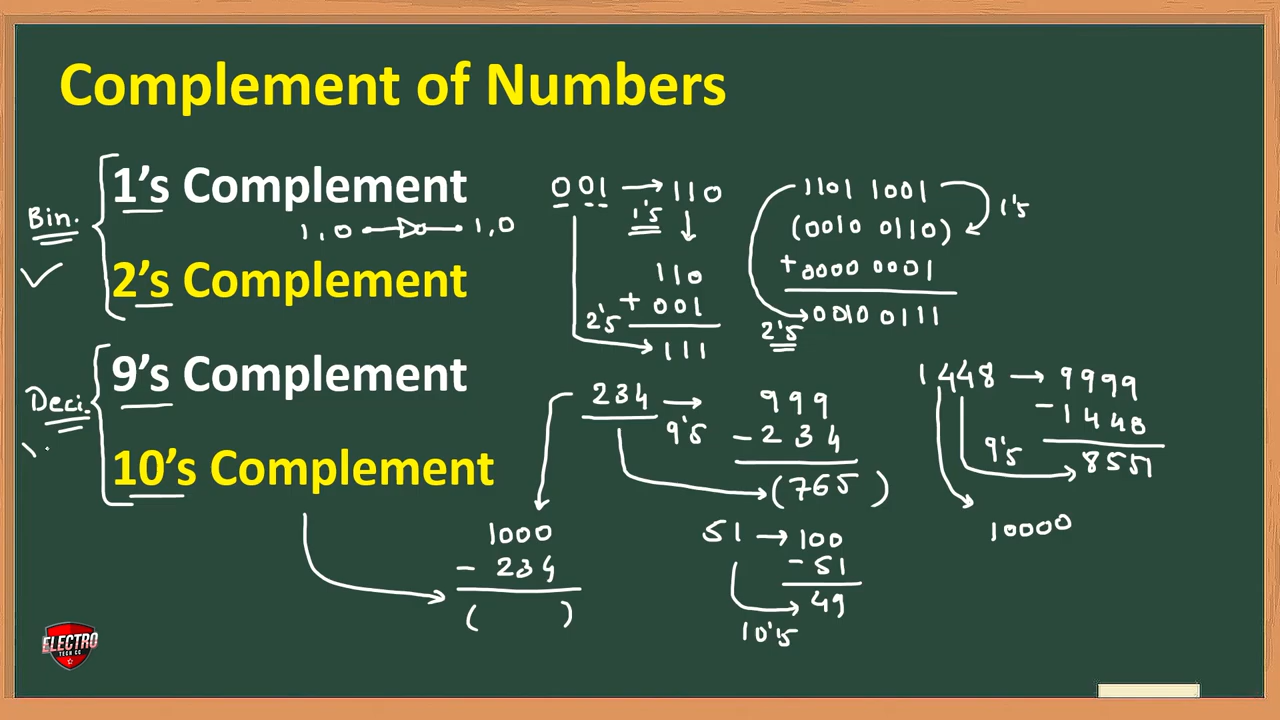 Complement of Numbers
Bin.
1's Complement
1,0 1,0
2's Complement
Deci.
9's Complement
10's Complement
001 → 110
1's
110
+ 001
2's
111
1101 1001
1's
(0010 0110)
+ 0000 0001
2's
0010 0111
234 → 999
9's
- 234
(765)
1448 → 9999
- 1448
9's
8551
10000
1000
- 234
( )
51 → 100
- 51
49
10's
ELECTRO
TECH CC